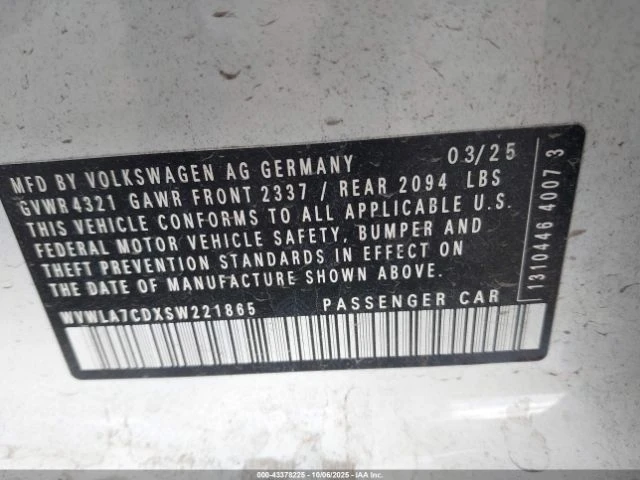 MFD BY VOLKSWAGEN AG GERMANY 03/25
GVWR 4321 GAWR FRONT 2337 / REAR 2094 LBS
THIS VEHICLE CONFORMS TO ALL APPLICABLE U.S.
FEDERAL MOTOR VEHICLE SAFETY, BUMPER AND
THEFT PREVENTION STANDARDS IN EFFECT ON
THE DATE OF MANUFACTURE SHOWN ABOVE.
WVWLA7CDXSW221865 PASSENGER CAR
1310446 4007 31
000-43378225 - 10/06/2025 - IAA Inc.